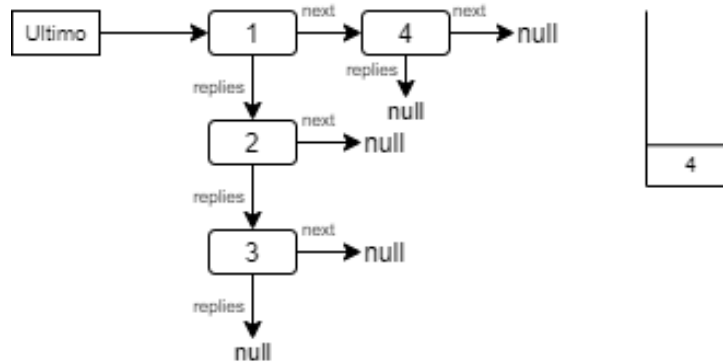 Ultimo
1
next
4
next
null
replies
replies
null
2
next
null
4
replies
3
next
null
replies
null